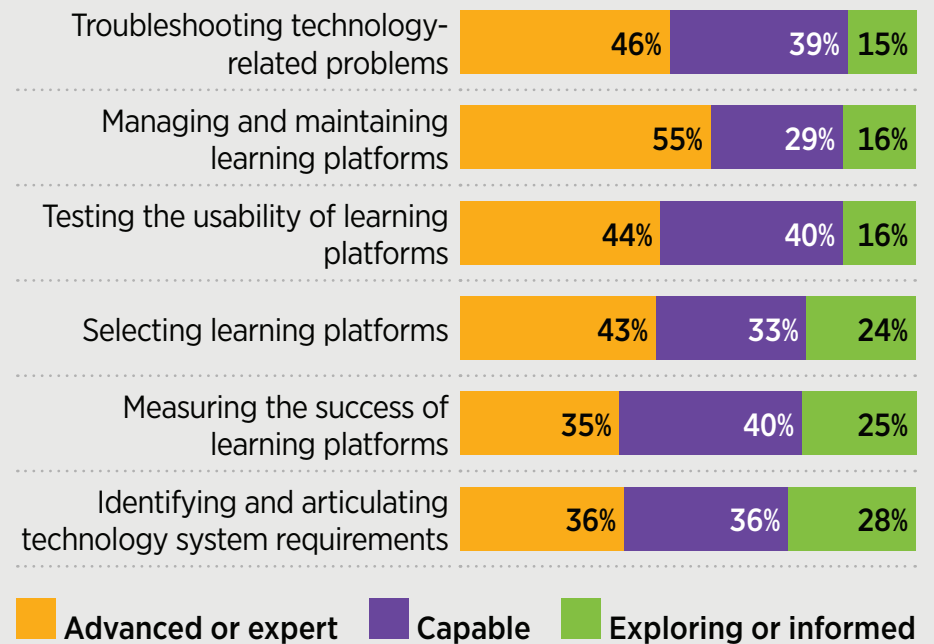 Troubleshooting technology-
related problems
46% 39% 15%
Managing and maintaining
learning platforms
55% 29% 16%
Testing the usability of learning
platforms
44% 40% 16%
Selecting learning platforms
43% 33% 24%
Measuring the success of
learning platforms
35% 40% 25%
Identifying and articulating
technology system requirements
36% 36% 28%
Advanced or expert Capable Exploring or informed